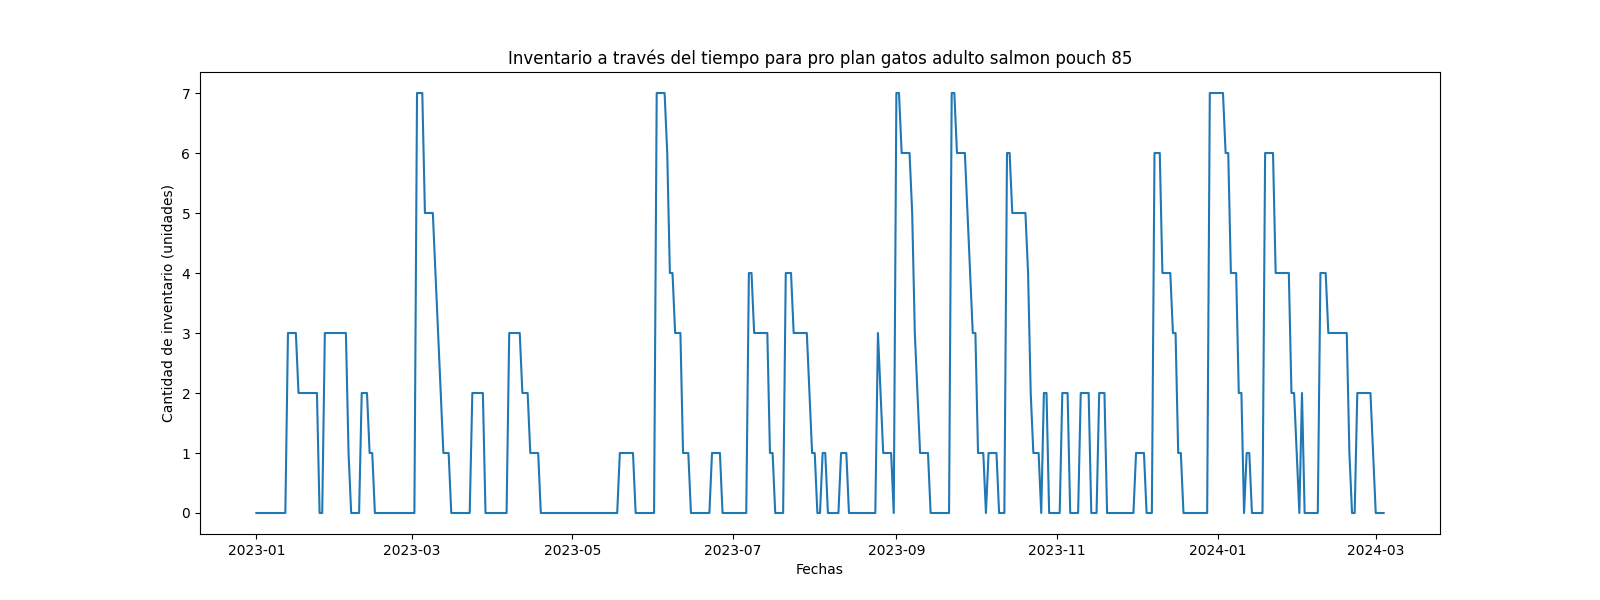 Inventario a través del tiempo para pro plan gatos adulto salmon pouch 85
Cantidad de inventario (unidades)
7
6
5
4
3
2
1
0
2023-01 2023-03 2023-05 2023-07 2023-09 2023-11 2024-01 2024-03
Fechas